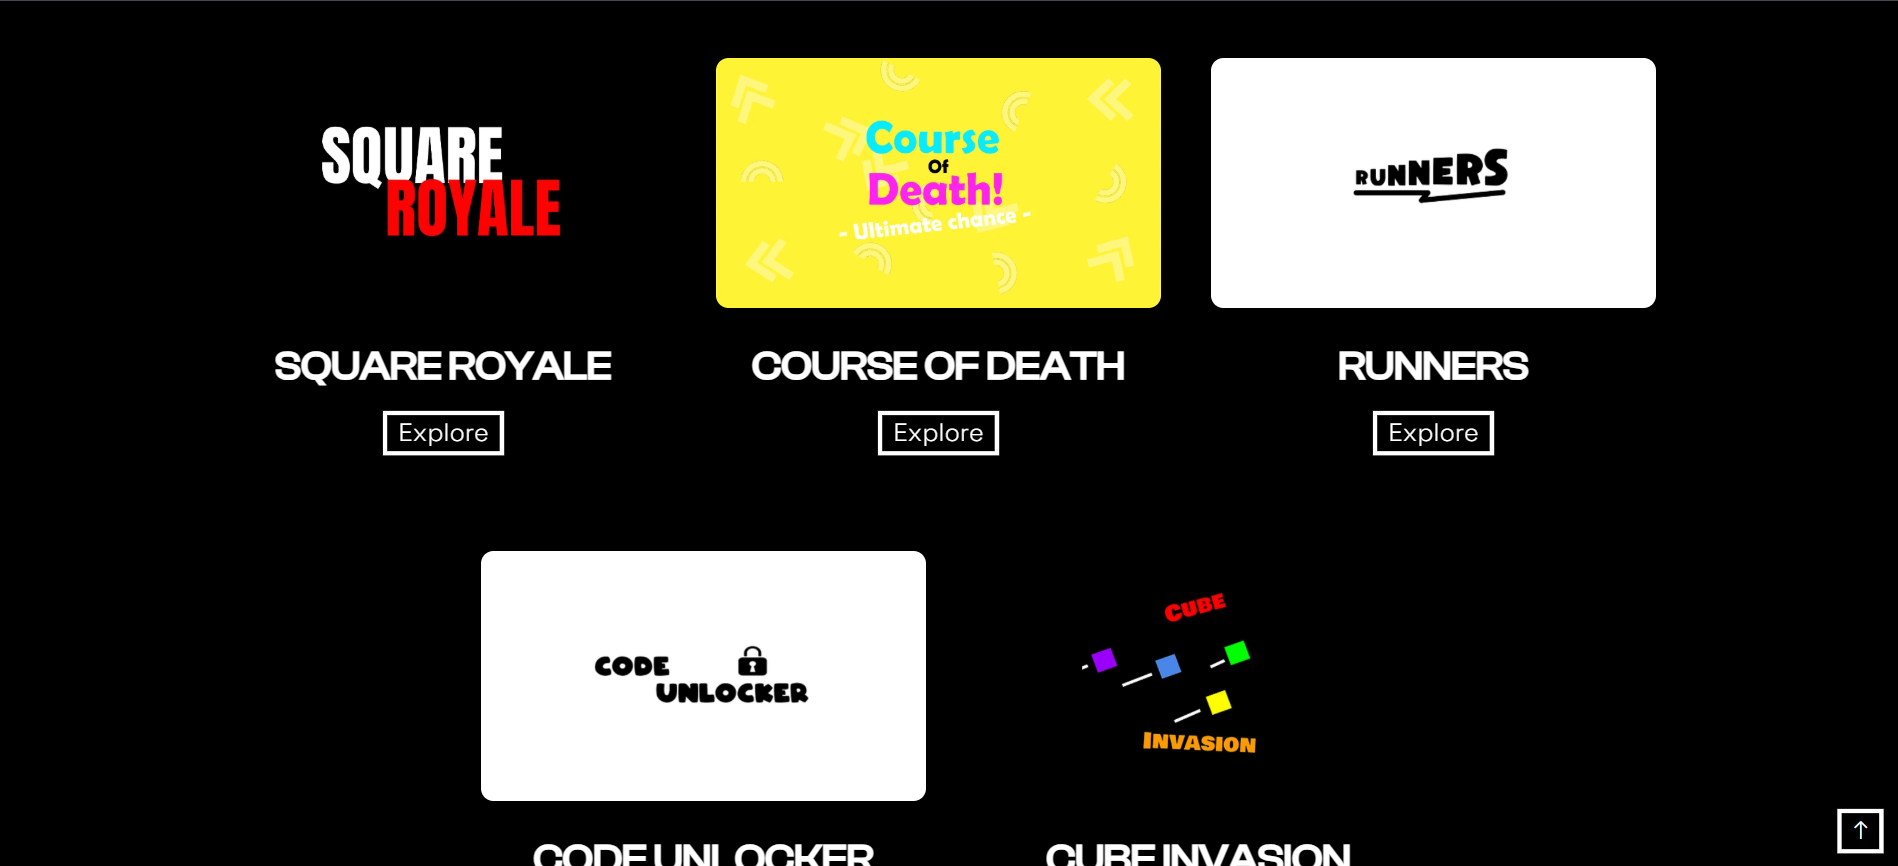 SQUARE
ROYALE
Course
Of
Death!
- Ultimate chance -
RUNNERS
SQUARE ROYALE
COURSE OF DEATH
RUNNERS
Explore
Explore
Explore
CODE
UNLOCKER
CUBE
INVASION
CODE UNLOCKER
CUBE INVASION